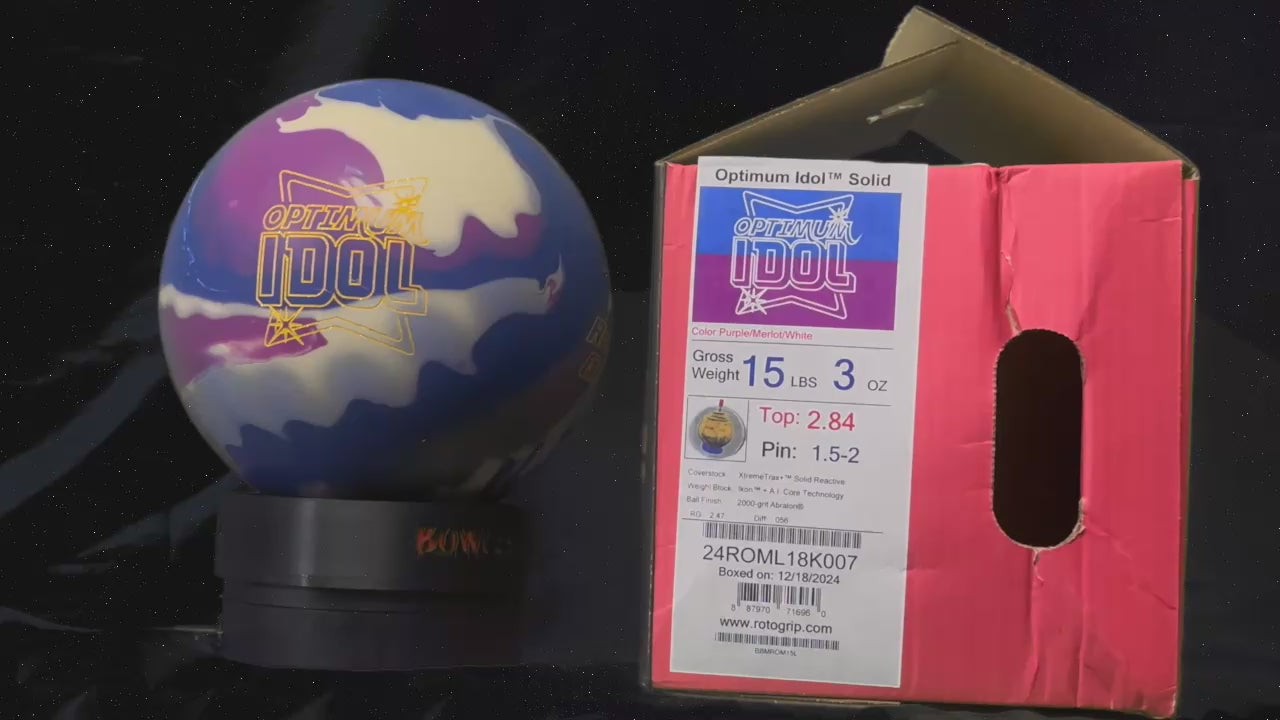 OPTIMUM
IDOL
Optimum Idol™ Solid
OPTIMUM
IDOL
Color Purple/Merlot/White
Gross Weight 15 LBS 3 OZ
Top: 2.84
Pin: 1.5-2
Coverstock: XtremeTrax+™ Solid Reactive
Weight Block: Ikon™ + A.I. Core Technology
Ball Finish: 2000-grit Abralon®
RG: 2.47 Diff: .056
24ROML18K007
Boxed on: 12/18/2024
8 87970 71696 0
www.rotogrip.com
BBMROM15L